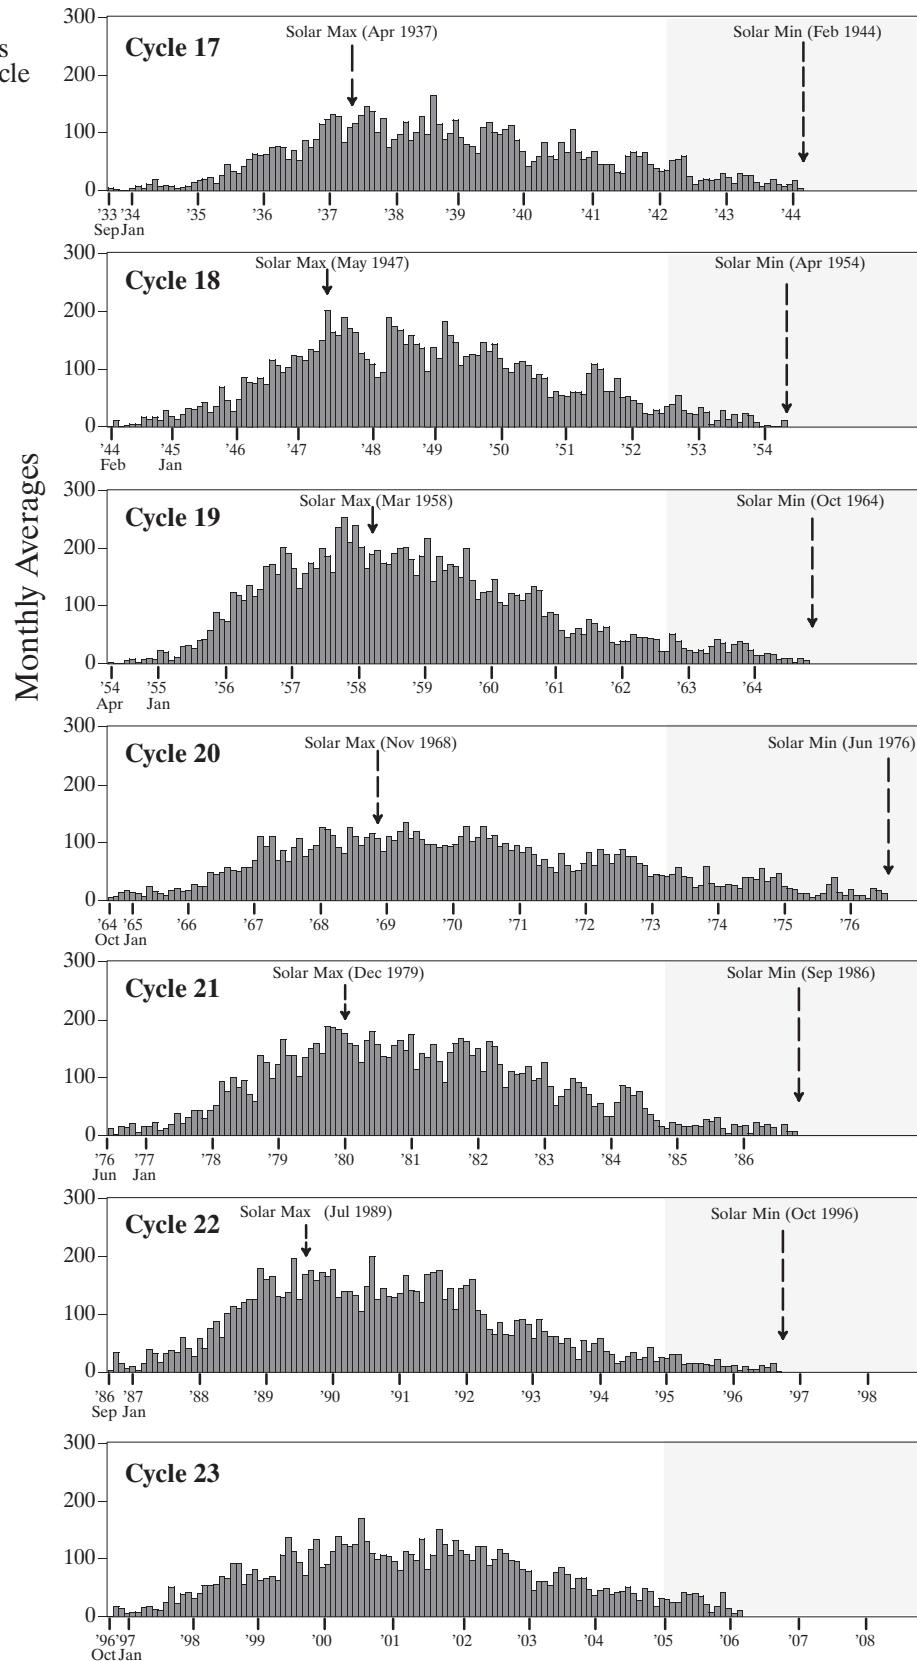 s
cle
Monthly Averages
Cycle 17
Solar Max (Apr 1937)
Solar Min (Feb 1944)
300
200
100
0
’33 ’34 ’35 ’36 ’37 ’38 ’39 ’40 ’41 ’42 ’43 ’44
Sep Jan
Cycle 18
Solar Max (May 1947)
Solar Min (Apr 1954)
300
200
100
0
’44 ’45 ’46 ’47 ’48 ’49 ’50 ’51 ’52 ’53 ’54
Feb Jan
Cycle 19
Solar Max (Mar 1958)
Solar Min (Oct 1964)
300
200
100
0
’54 ’55 ’56 ’57 ’58 ’59 ’60 ’61 ’62 ’63 ’64
Apr Jan
Cycle 20
Solar Max (Nov 1968)
Solar Min (Jun 1976)
300
200
100
0
’64 ’65 ’66 ’67 ’68 ’69 ’70 ’71 ’72 ’73 ’74 ’75 ’76
Oct Jan
Cycle 21
Solar Max (Dec 1979)
Solar Min (Sep 1986)
300
200
100
0
’76 ’77 ’78 ’79 ’80 ’81 ’82 ’83 ’84 ’85 ’86
Jun Jan
Cycle 22
Solar Max (Jul 1989)
Solar Min (Oct 1996)
300
200
100
0
’86 ’87 ’88 ’89 ’90 ’91 ’92 ’93 ’94 ’95 ’96 ’97 ’98
Sep Jan
Cycle 23
300
200
100
0
’96 ’97 ’98 ’99 ’00 ’01 ’02 ’03 ’04 ’05 ’06 ’07 ’08
Oct Jan